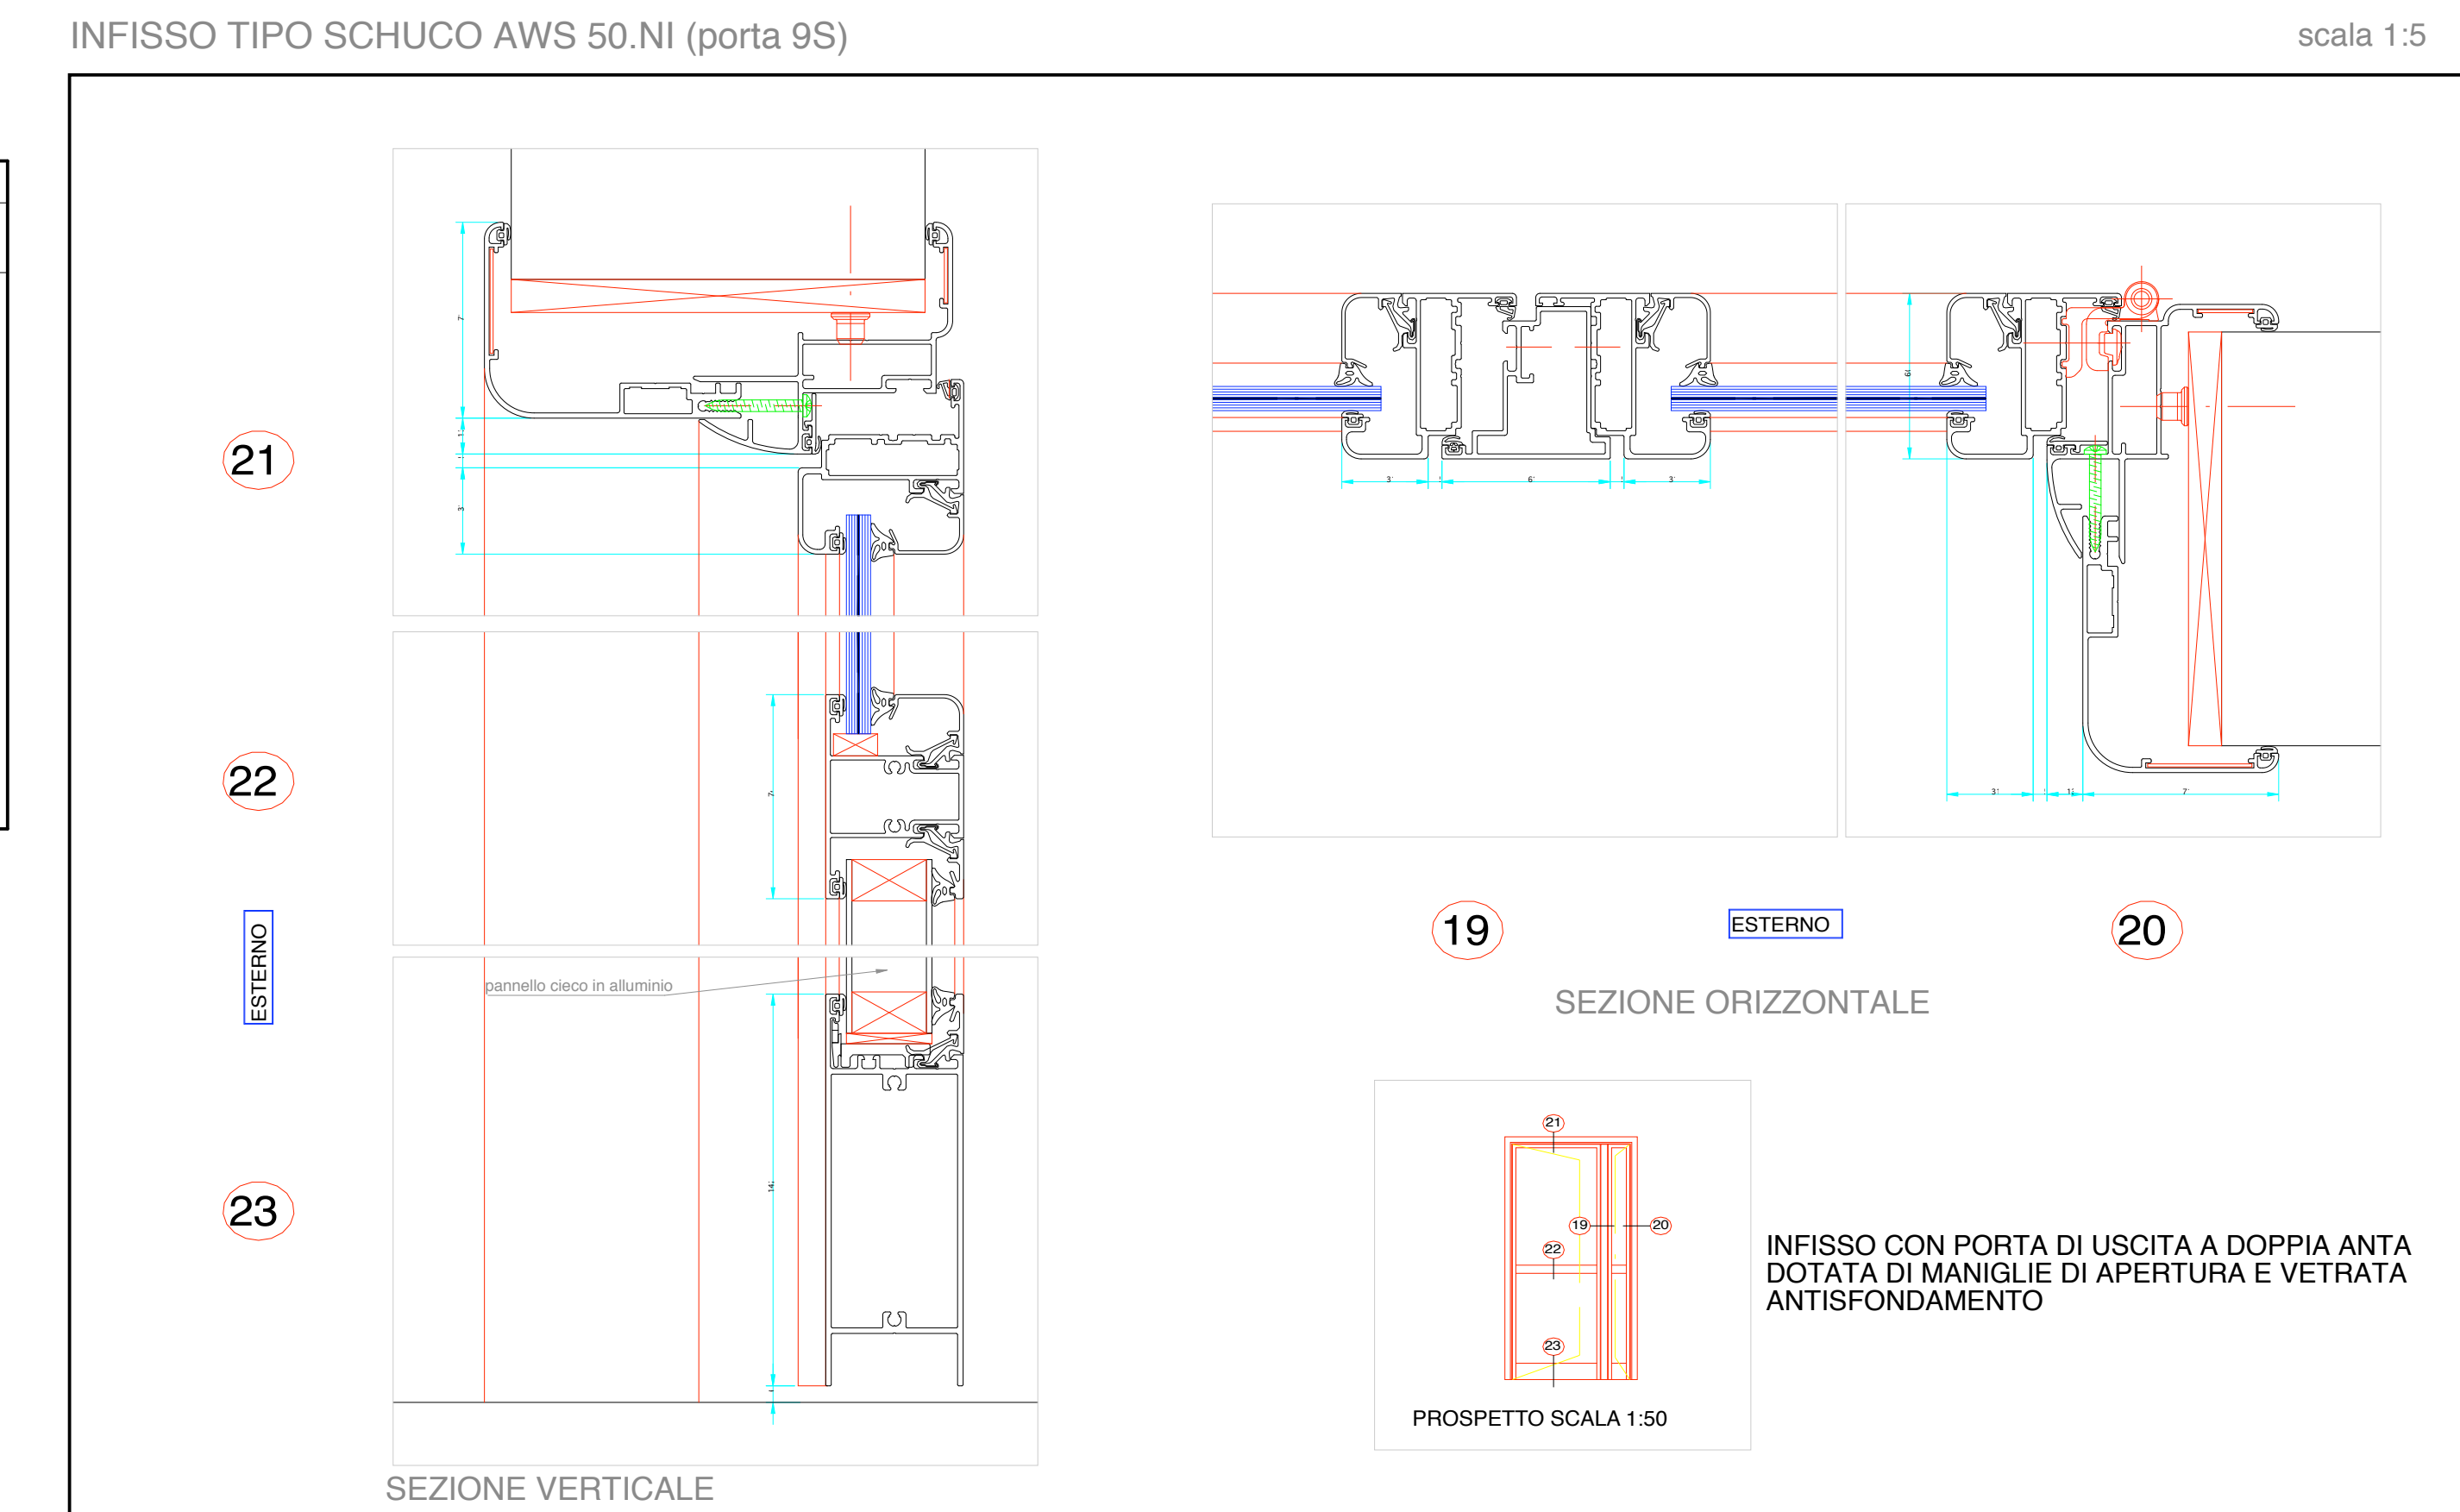 INFISSO TIPO SCHUCO AWS 50.NI (porta 9S)
scala 1:5
21
22
ESTERNO
23
pannello cieco in alluminio
SEZIONE VERTICALE
19
ESTERNO
20
SEZIONE ORIZZONTALE
21
19
20
22
23
PROSPETTO SCALA 1:50
INFISSO CON PORTA DI USCITA A DOPPIA ANTA
DOTATA DI MANIGLIE DI APERTURA E VETRATA
ANTISFONDAMENTO